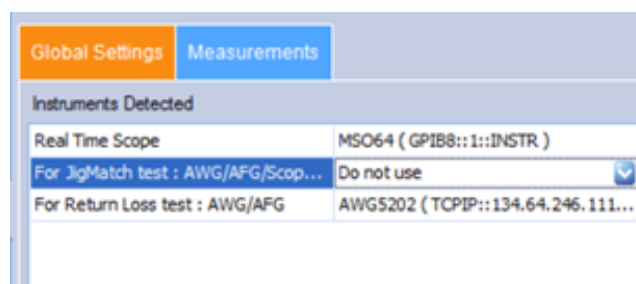 Global Settings Measurements
Instruments Detected
Real Time Scope MSO64 ( GPIB8::1::INSTR )
For JigMatch test : AWG/AFG/Scop... Do not use
For Return Loss test : AWG/AFG AWG5202 ( TCPIP::134.64.246.111...